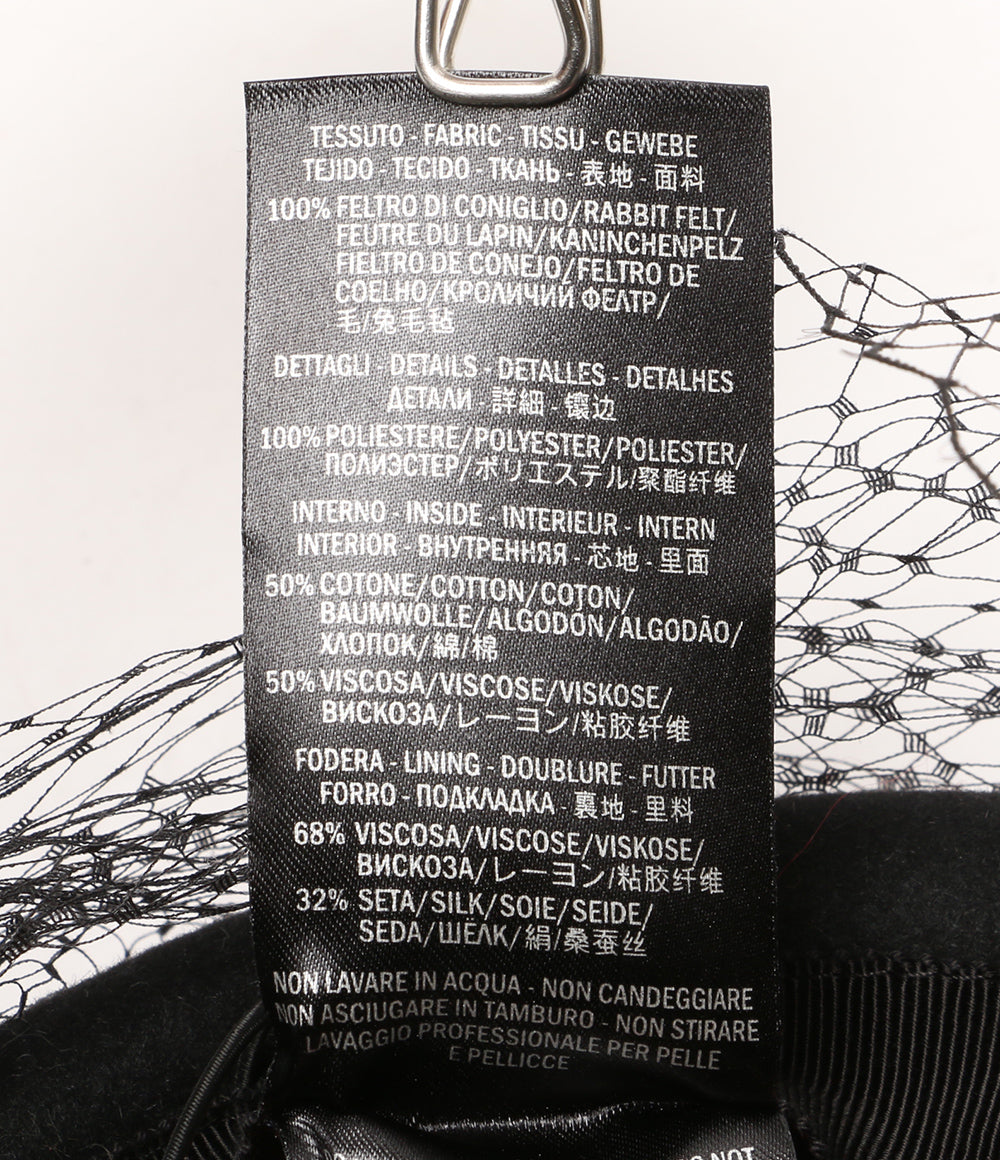 TESSUTO - FABRIC - TISSU - GEWEBE
TEJIDO - TECIDO - ТКАНЬ - 表地 - 面料
100% FELTRO DI CONIGLIO/RABBIT FELT/
FEUTRE DU LAPIN/KANINCHENPELZ
FIELTRO DE CONEJO/FELTRO DE
COELHO/КРОЛИЧИЙ ФЕЛТР/
毛/兔毛毡
DETTAGLI - DETAILS - DETALLES - DETALHES
ДЕТАЛИ - 詳細 - 镶边
100% POLIESTERE/POLYESTER/POLIESTER/
ПОЛИЭСТЕР/ポリエステル/聚酯纤维
INTERNO - INSIDE - INTERIEUR - INTERN
INTERIOR - ВНУТРЕННЯЯ - 芯地 - 里面
50% COTONE/COTTON/COTON/
BAUMWOLLE/ALGODÓN/ALGODÃO/
ХЛОПОК/綿/棉
50% VISCOSA/VISCOSE/VISKOSE/
ВИСКОЗА/レーヨン/粘胶纤维
FODERA - LINING - DOUBLURE - FUTTER
FORRO - ПОДКЛАДКА - 裏地 - 里料
68% VISCOSA/VISCOSE/VISKOSE/
ВИСКОЗА/レーヨン/粘胶纤维
32% SETA/SILK/SOIE/SEIDE/
SEDA/ШЁЛК/絹/桑蚕丝
NON LAVARE IN ACQUA - NON CANDEGGIARE
NON ASCIUGARE IN TAMBURO - NON STIRARE
LAVAGGIO PROFESSIONALE PER PELLE
E PELLICCE
NOT